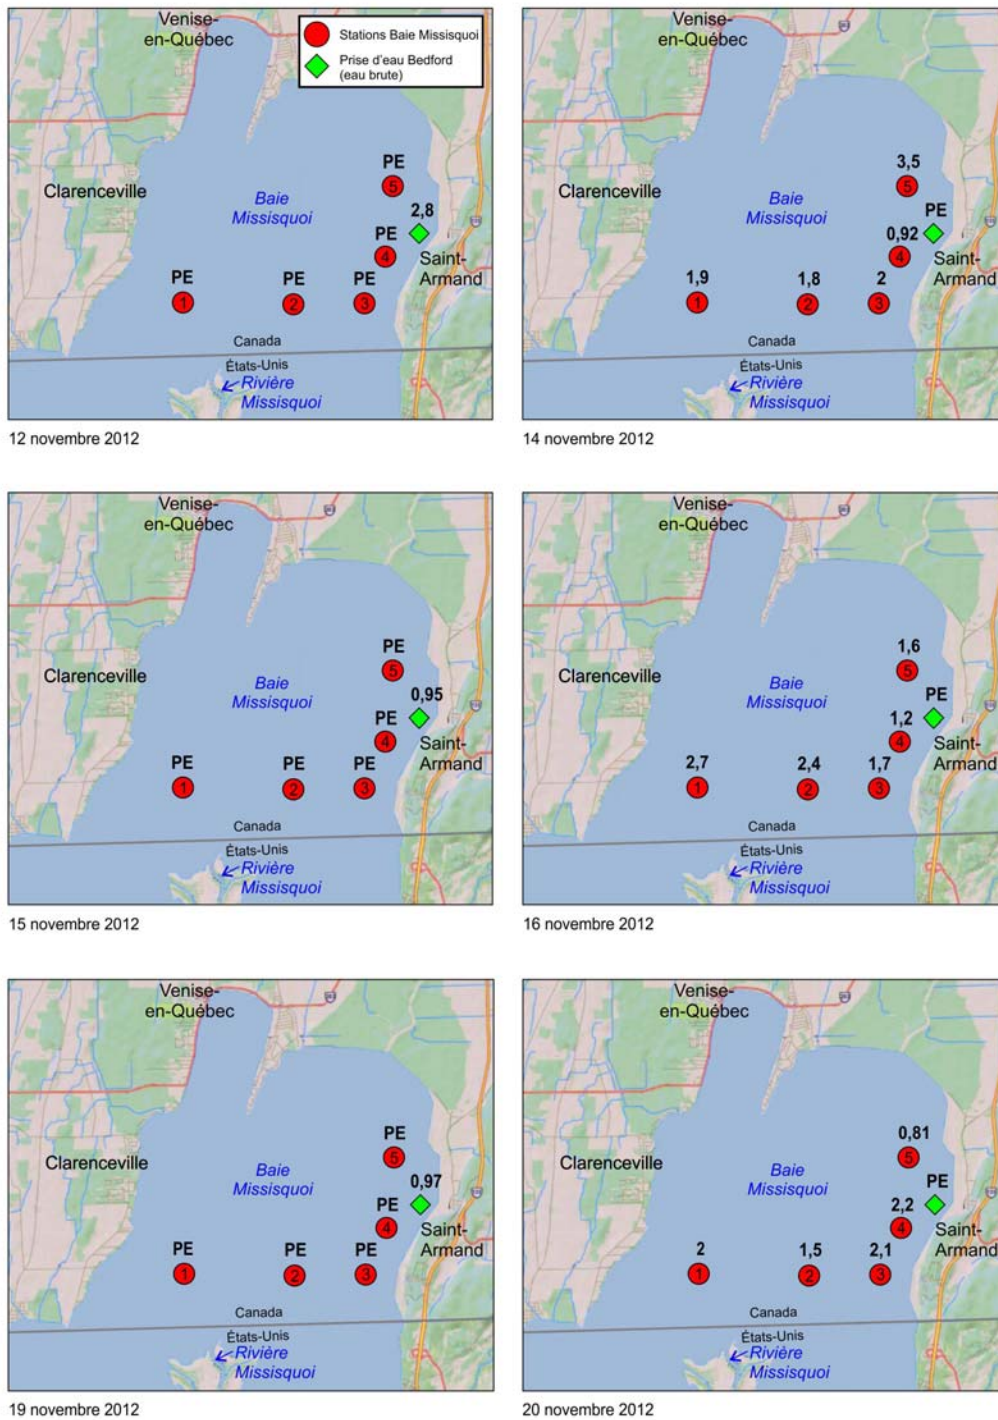 Venise-
en-Québec
Stations Baie Missisquoi
Prise d'eau Bedford
(eau brute)
Clarenceville
Baie
Missisquoi
PE
5
2,8
PE
4
Saint-
Armand
PE
1
PE
2
PE
3
Canada
États-Unis
Rivière
Missisquoi
12 novembre 2012
Venise-
en-Québec
Clarenceville
Baie
Missisquoi
3,5
5
PE
0,92
4
Saint-
Armand
1,9
1
1,8
2
2
3
Canada
États-Unis
Rivière
Missisquoi
14 novembre 2012
Venise-
en-Québec
Clarenceville
Baie
Missisquoi
PE
5
0,95
PE
4
Saint-
Armand
PE
1
PE
2
PE
3
Canada
États-Unis
Rivière
Missisquoi
15 novembre 2012
Venise-
en-Québec
Clarenceville
Baie
Missisquoi
1,6
5
PE
1,2
4
Saint-
Armand
2,7
1
2,4
2
1,7
3
Canada
États-Unis
Rivière
Missisquoi
16 novembre 2012
Venise-
en-Québec
Clarenceville
Baie
Missisquoi
PE
5
0,97
PE
4
Saint-
Armand
PE
1
PE
2
PE
3
Canada
États-Unis
Rivière
Missisquoi
19 novembre 2012
Venise-
en-Québec
Clarenceville
Baie
Missisquoi
0,81
5
PE
2,2
4
Saint-
Armand
2
1
1,5
2
2,1
3
Canada
États-Unis
Rivière
Missisquoi
20 novembre 2012